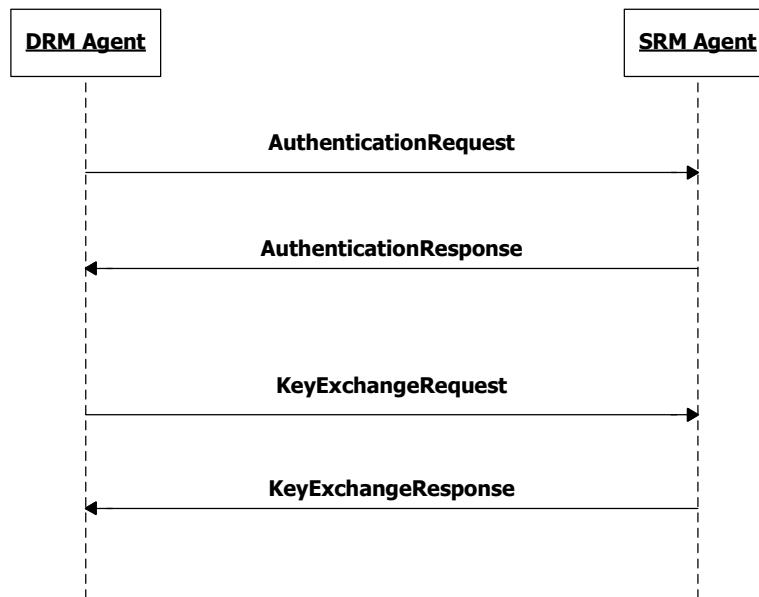 DRM Agent
SRM Agent
AuthenticationRequest
AuthenticationResponse
KeyExchangeRequest
KeyExchangeResponse